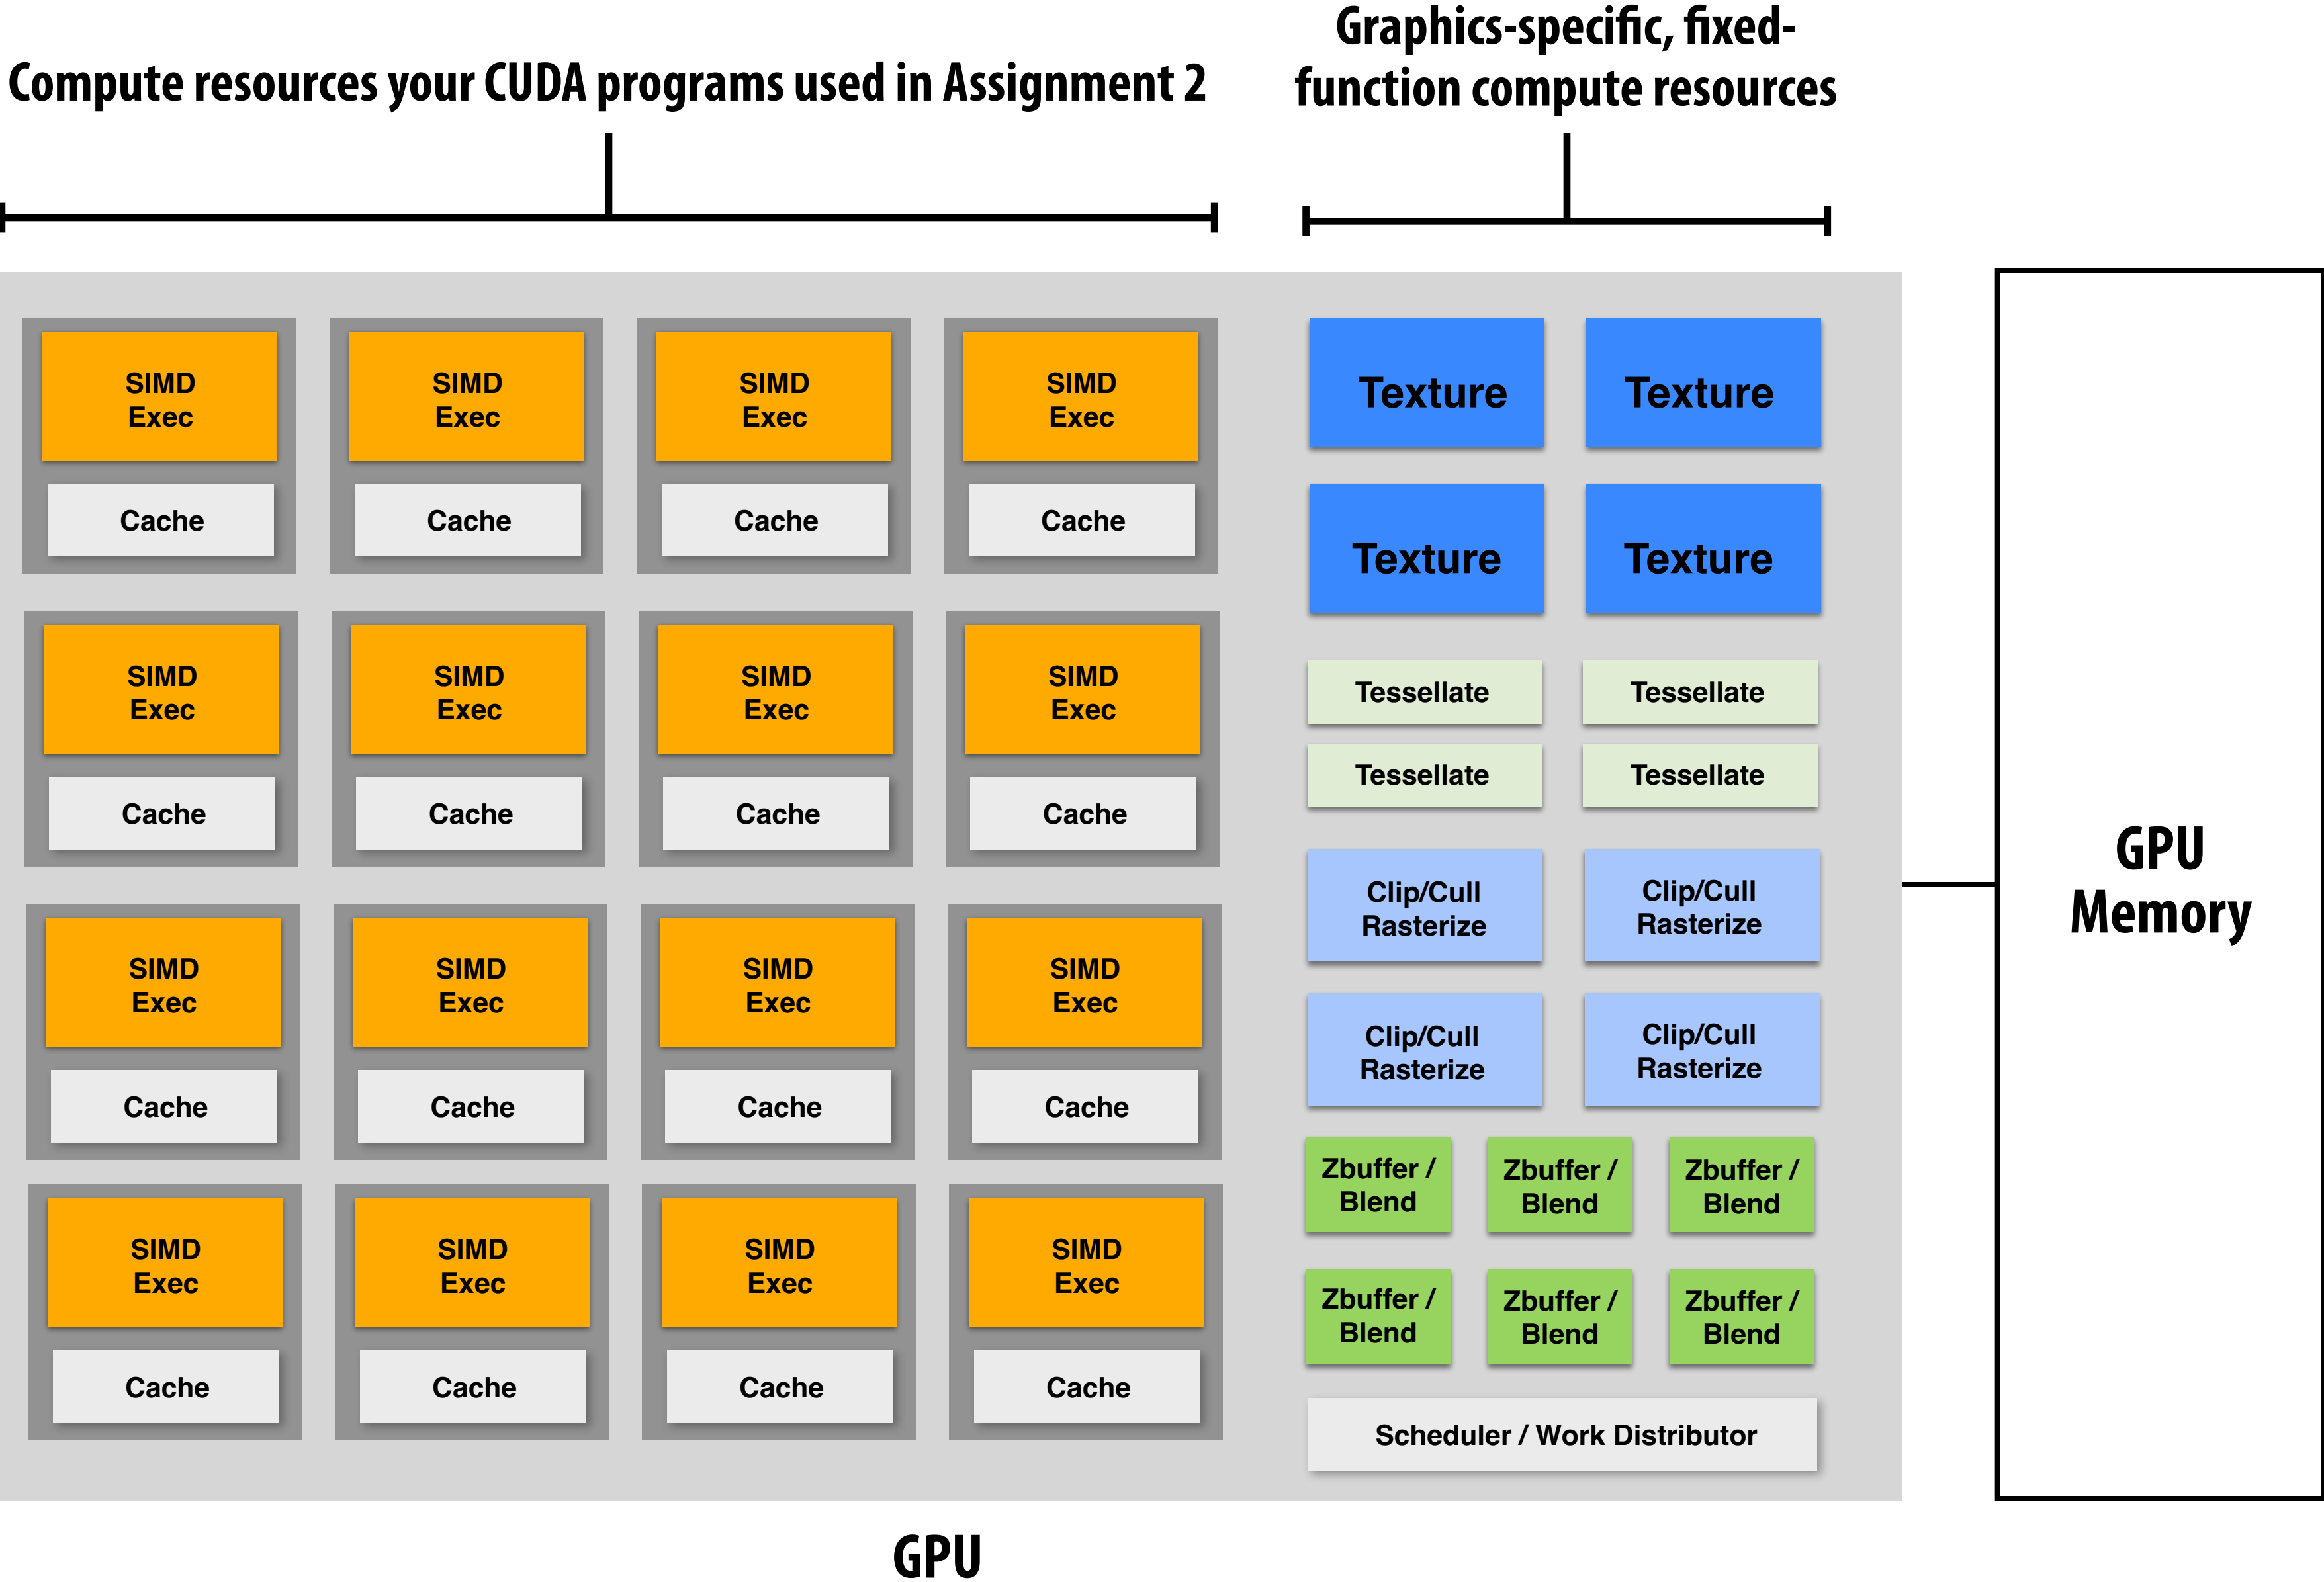 Compute resources your CUDA programs used in Assignment 2
Graphics-specific, fixed-
function compute resources
SIMD
Exec
Cache
SIMD
Exec
Cache
SIMD
Exec
Cache
SIMD
Exec
Cache
SIMD
Exec
Cache
SIMD
Exec
Cache
SIMD
Exec
Cache
SIMD
Exec
Cache
SIMD
Exec
Cache
SIMD
Exec
Cache
SIMD
Exec
Cache
SIMD
Exec
Cache
SIMD
Exec
Cache
SIMD
Exec
Cache
SIMD
Exec
Cache
SIMD
Exec
Cache
Texture
Texture
Texture
Texture
Tessellate
Tessellate
Tessellate
Tessellate
Clip/Cull
Rasterize
Clip/Cull
Rasterize
Clip/Cull
Rasterize
Clip/Cull
Rasterize
Zbuffer /
Blend
Zbuffer /
Blend
Zbuffer /
Blend
Zbuffer /
Blend
Zbuffer /
Blend
Zbuffer /
Blend
Scheduler / Work Distributor
GPU
Memory
GPU